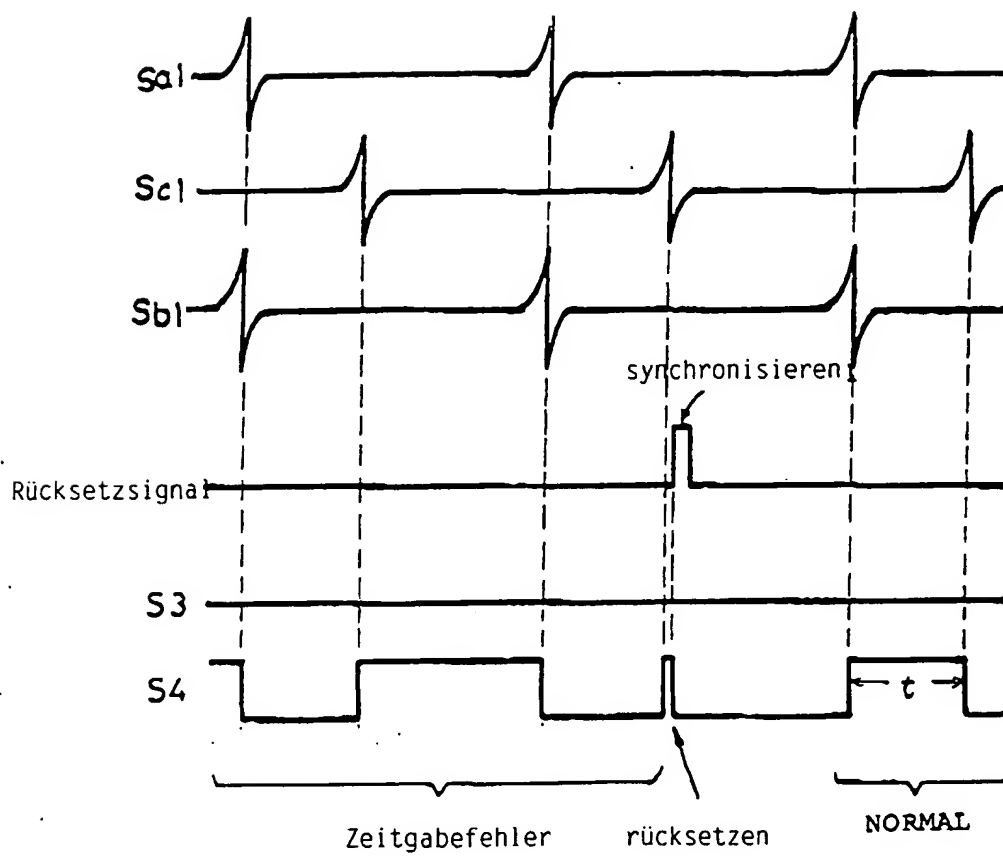 Sa1
Sc1
Sb1
synchronisieren
Rücksetzsignal
S3
S4
t
Zeitgabefehler
rücksetzen
NORMAL